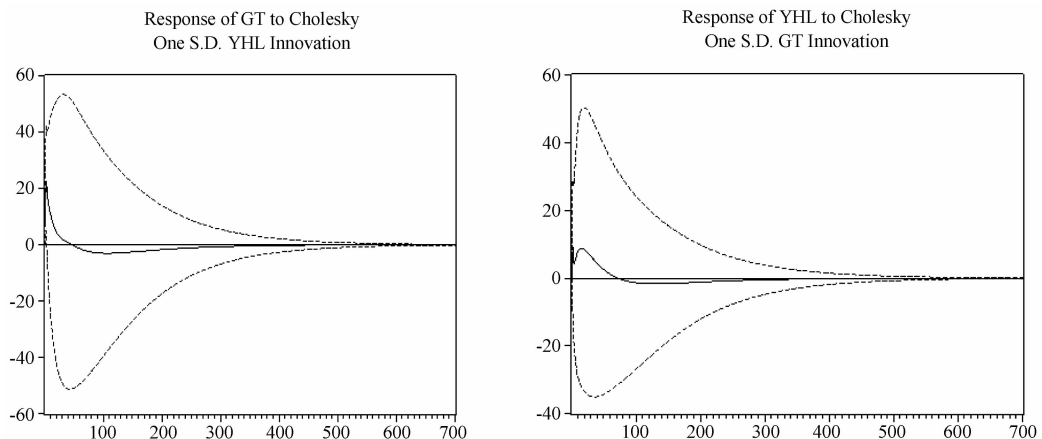 Response of GT to Cholesky
One S.D. YHL Innovation
60
40
20
0
-20
-40
-60
100 200 300 400 500 600 700
Response of YHL to Cholesky
One S.D. GT Innovation
60
40
20
0
-20
-40
100 200 300 400 500 600 700